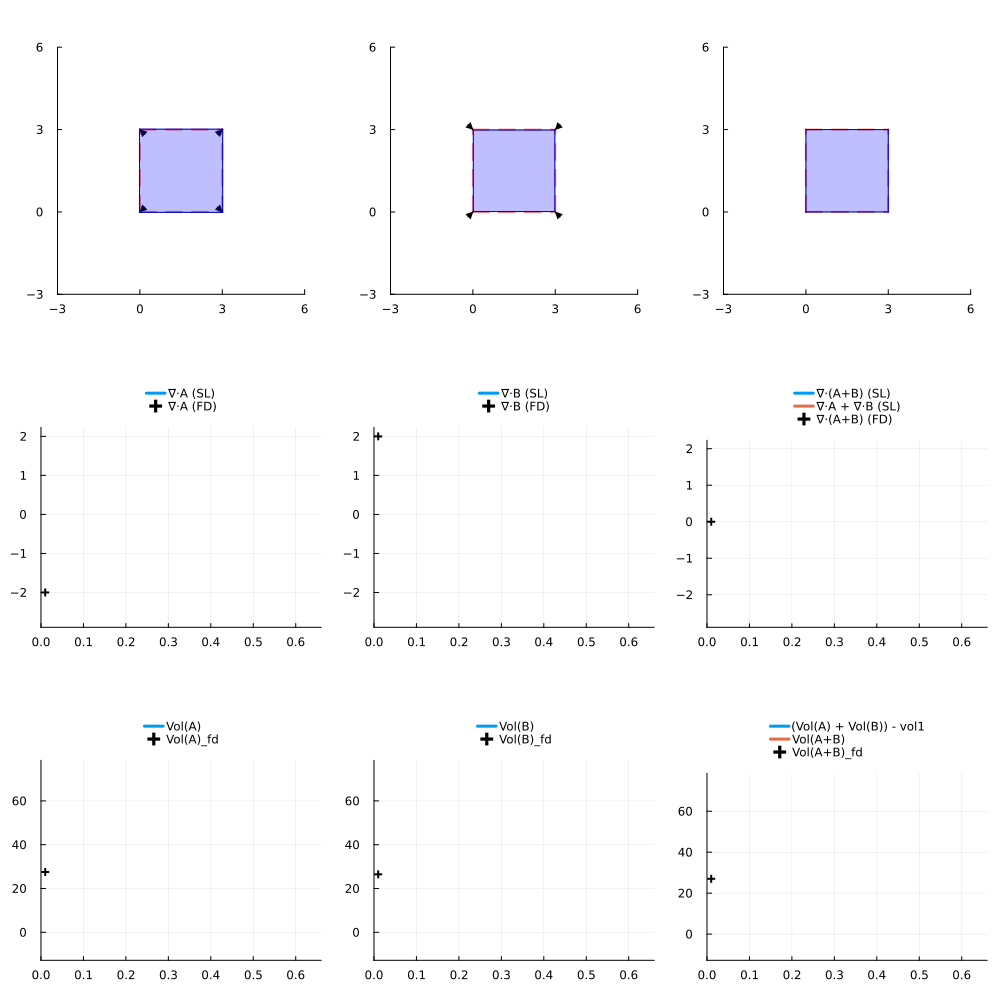 6 6 6
3 3 3
0 0 0
−3 −3 −3
−3 0 3 6 −3 0 3 6 −3 0 3 6
∇·A (SL)
∇·A (FD)
∇·B (SL)
∇·B (FD)
∇·(A+B) (SL)
∇·A + ∇·B (SL)
∇·(A+B) (FD)
2 2 2
1 1 1
0 0 0
−1 −1 −1
−2 −2 −2
0.0 0.1 0.2 0.3 0.4 0.5 0.6 0.0 0.1 0.2 0.3 0.4 0.5 0.6 0.0 0.1 0.2 0.3 0.4 0.5 0.6
Vol(A)
Vol(A)_fd
Vol(B)
Vol(B)_fd
(Vol(A) + Vol(B)) - vol1
Vol(A+B)
Vol(A+B)_fd
60 60 60
40 40 40
20 20 20
0 0 0
0.0 0.1 0.2 0.3 0.4 0.5 0.6 0.0 0.1 0.2 0.3 0.4 0.5 0.6 0.0 0.1 0.2 0.3 0.4 0.5 0.6